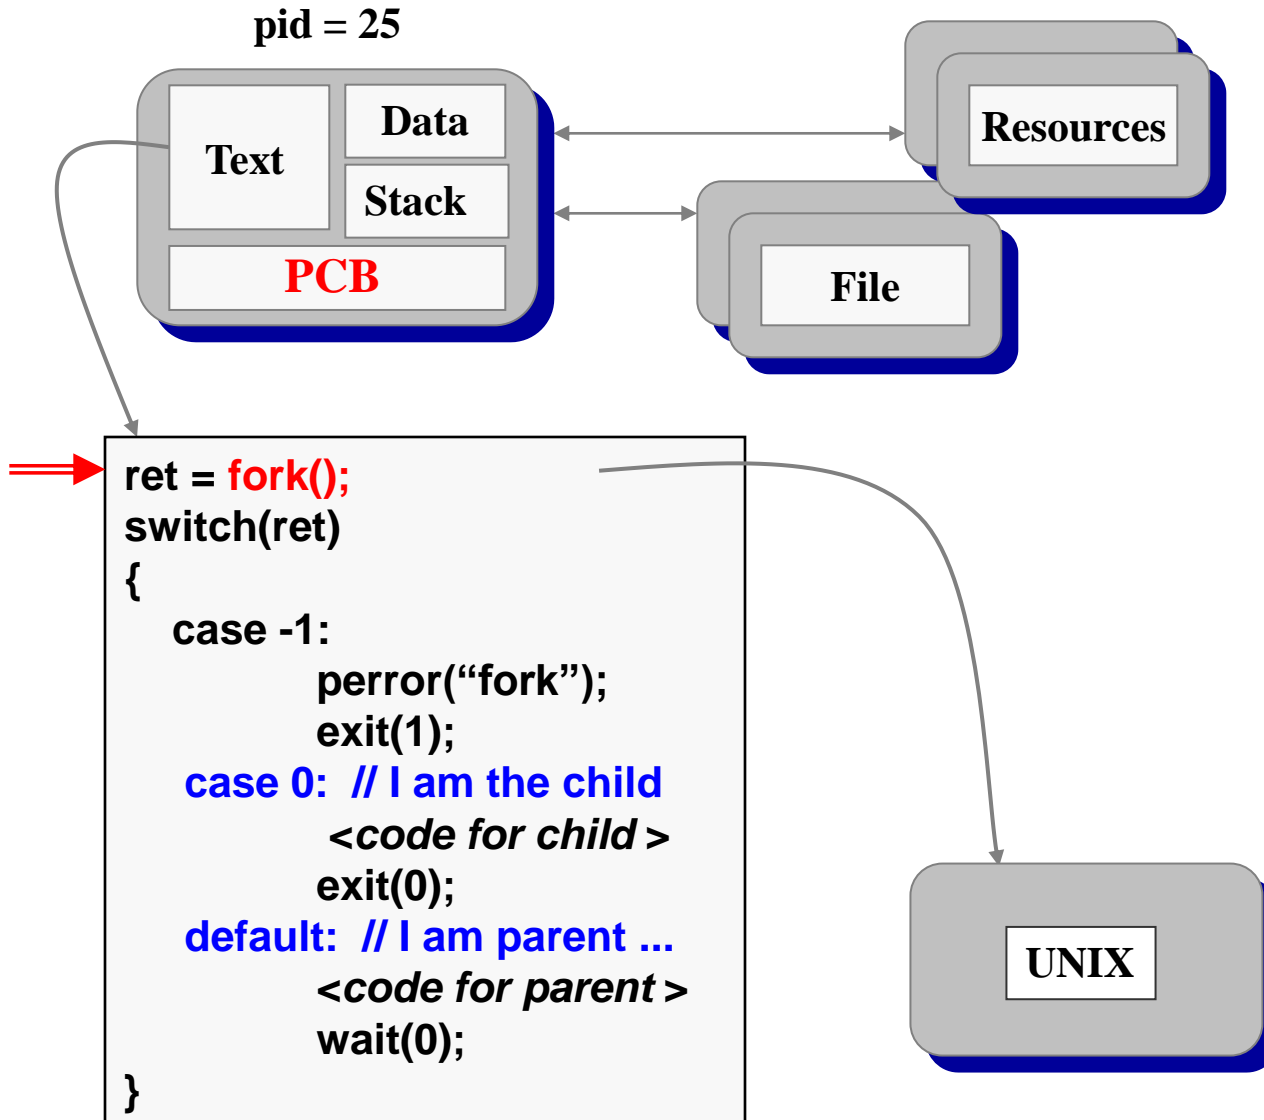 pid = 25
Text
Data
Stack
PCB
Resources
File
ret = fork();
switch(ret)
{
case -1:
perror(“fork”);
exit(1);
case 0:  // I am the child
<code for child >
exit(0);
default:  // I am parent ...
<code for parent >
wait(0);
}
UNIX